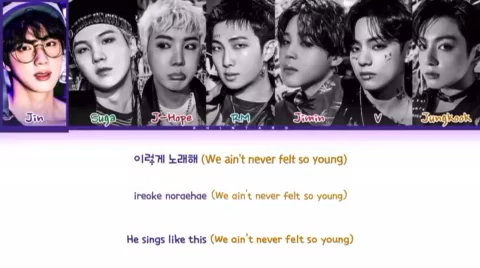 Jin Suga J-Hope RM Jimin V Jungkook
이렇게 노래해 (We ain't never felt so young)
ireoke noraehae (We ain't never felt so young)
He sings like this (We ain't never felt so young)